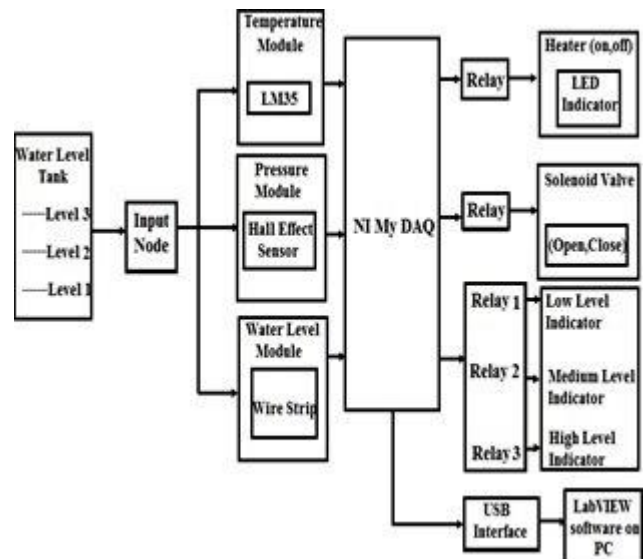 Water Level
Tank
-----Level 3
-----Level 2
-----Level 1
Input
Node
Temperature
Module
LM35
Pressure
Module
Hall Effect
Sensor
Water Level
Module
Wire Strip
NI My DAQ
Relay
Heater (on,off)
LED
Indicator
Relay
Solenoid Valve
(Open,Close)
Relay 1
Relay 2
Relay 3
Low Level
Indicator
Medium Level
Indicator
High Level
Indicator
USB
Interface
LabVIEW
software on
PC